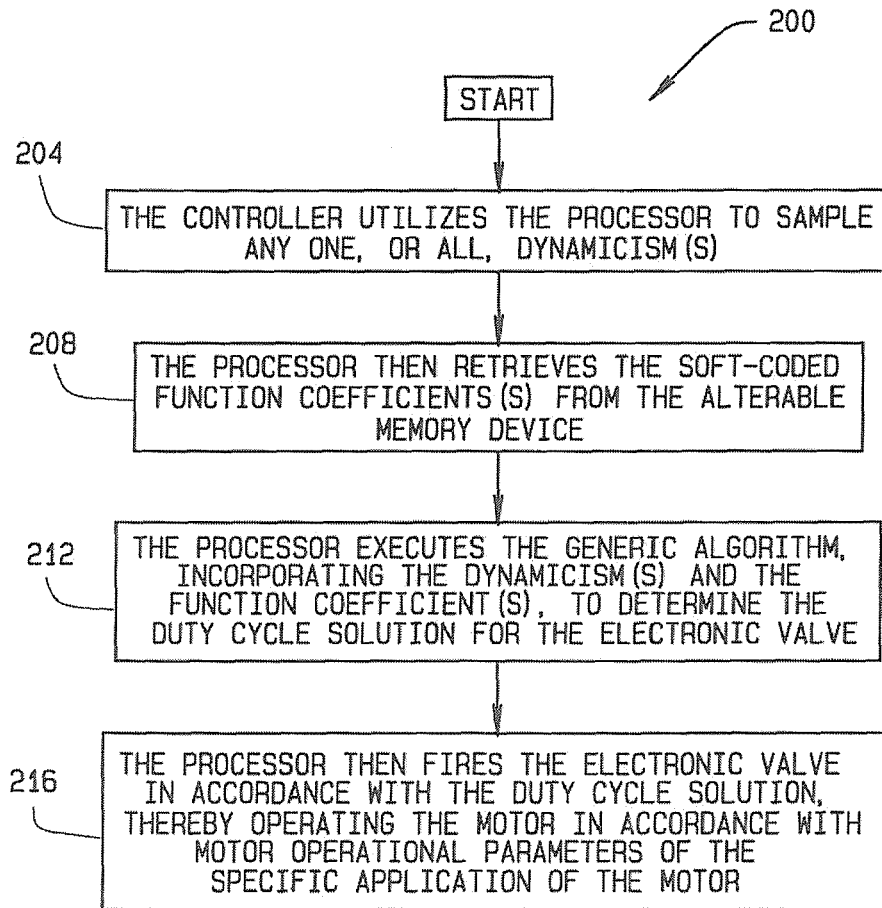 200
START
204
THE CONTROLLER UTILIZES THE PROCESSOR TO SAMPLE
ANY ONE, OR ALL, DYNAMICISM(S)
208
THE PROCESSOR THEN RETRIEVES THE SOFT-CODED
FUNCTION COEFFICIENTS(S) FROM THE ALTERABLE
MEMORY DEVICE
212
THE PROCESSOR EXECUTES THE GENERIC ALGORITHM,
INCORPORATING THE DYNAMICISM(S) AND THE
FUNCTION COEFFICIENT(S), TO DETERMINE THE
DUTY CYCLE SOLUTION FOR THE ELECTRONIC VALVE
216
THE PROCESSOR THEN FIRES THE ELECTRONIC VALVE
IN ACCORDANCE WITH THE DUTY CYCLE SOLUTION,
THEREBY OPERATING THE MOTOR IN ACCORDANCE WITH
MOTOR OPERATIONAL PARAMETERS OF THE
SPECIFIC APPLICATION OF THE MOTOR